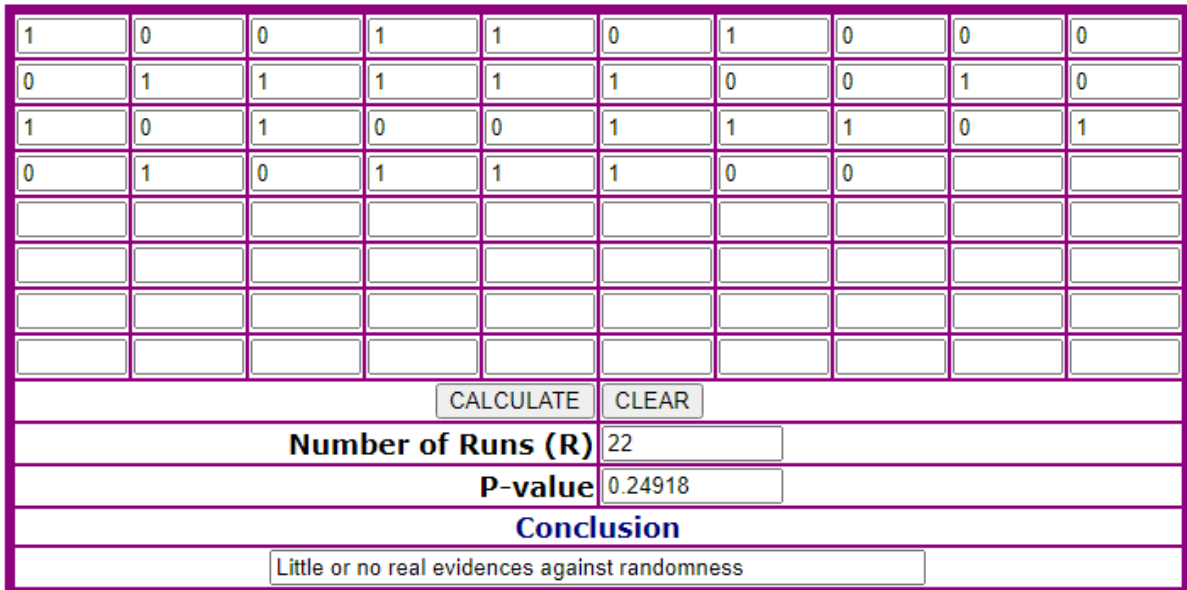 1 0 0 1 1 0 1 0 0 0
0 1 1 1 1 1 0 0 1 0
1 0 1 0 0 1 1 1 0 1
0 1 0 1 1 1 0 0
CALCULATE CLEAR
Number of Runs (R) 22
P-value 0.24918
Conclusion
Little or no real evidences against randomness